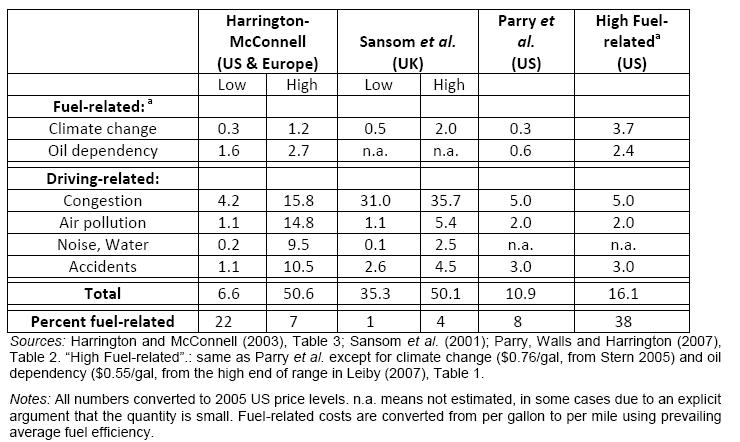 Harrington-
McConnell
(US & Europe)
Sansom et al.
(UK)
Parry et
al.
(US)
High Fuel-
relatedª
(US)
Low High Low High
Fuel-related: ª
Climate change 0.3 1.2 0.5 2.0 0.3 3.7
Oil dependency 1.6 2.7 n.a. n.a. 0.6 2.4
Driving-related:
Congestion 4.2 15.8 31.0 35.7 5.0 5.0
Air pollution 1.1 14.8 1.1 5.4 2.0 2.0
Noise, Water 0.2 9.5 0.1 2.5 n.a. n.a.
Accidents 1.1 10.5 2.6 4.5 3.0 3.0
Total 6.6 50.6 35.3 50.1 10.9 16.1
Percent fuel-related 22 7 1 4 8 38
Sources: Harrington and McConnell (2003), Table 3; Sansom et al. (2001); Parry, Walls and Harrington (2007),
Table 2. “High Fuel-related”.: same as Parry et al. except for climate change ($0.76/gal, from Stern 2005) and oil
dependency ($0.55/gal, from the high end of range in Leiby (2007), Table 1.
Notes: All numbers converted to 2005 US price levels. n.a. means not estimated, in some cases due to an explicit
argument that the quantity is small. Fuel-related costs are converted from per gallon to per mile using prevailing
average fuel efficiency.